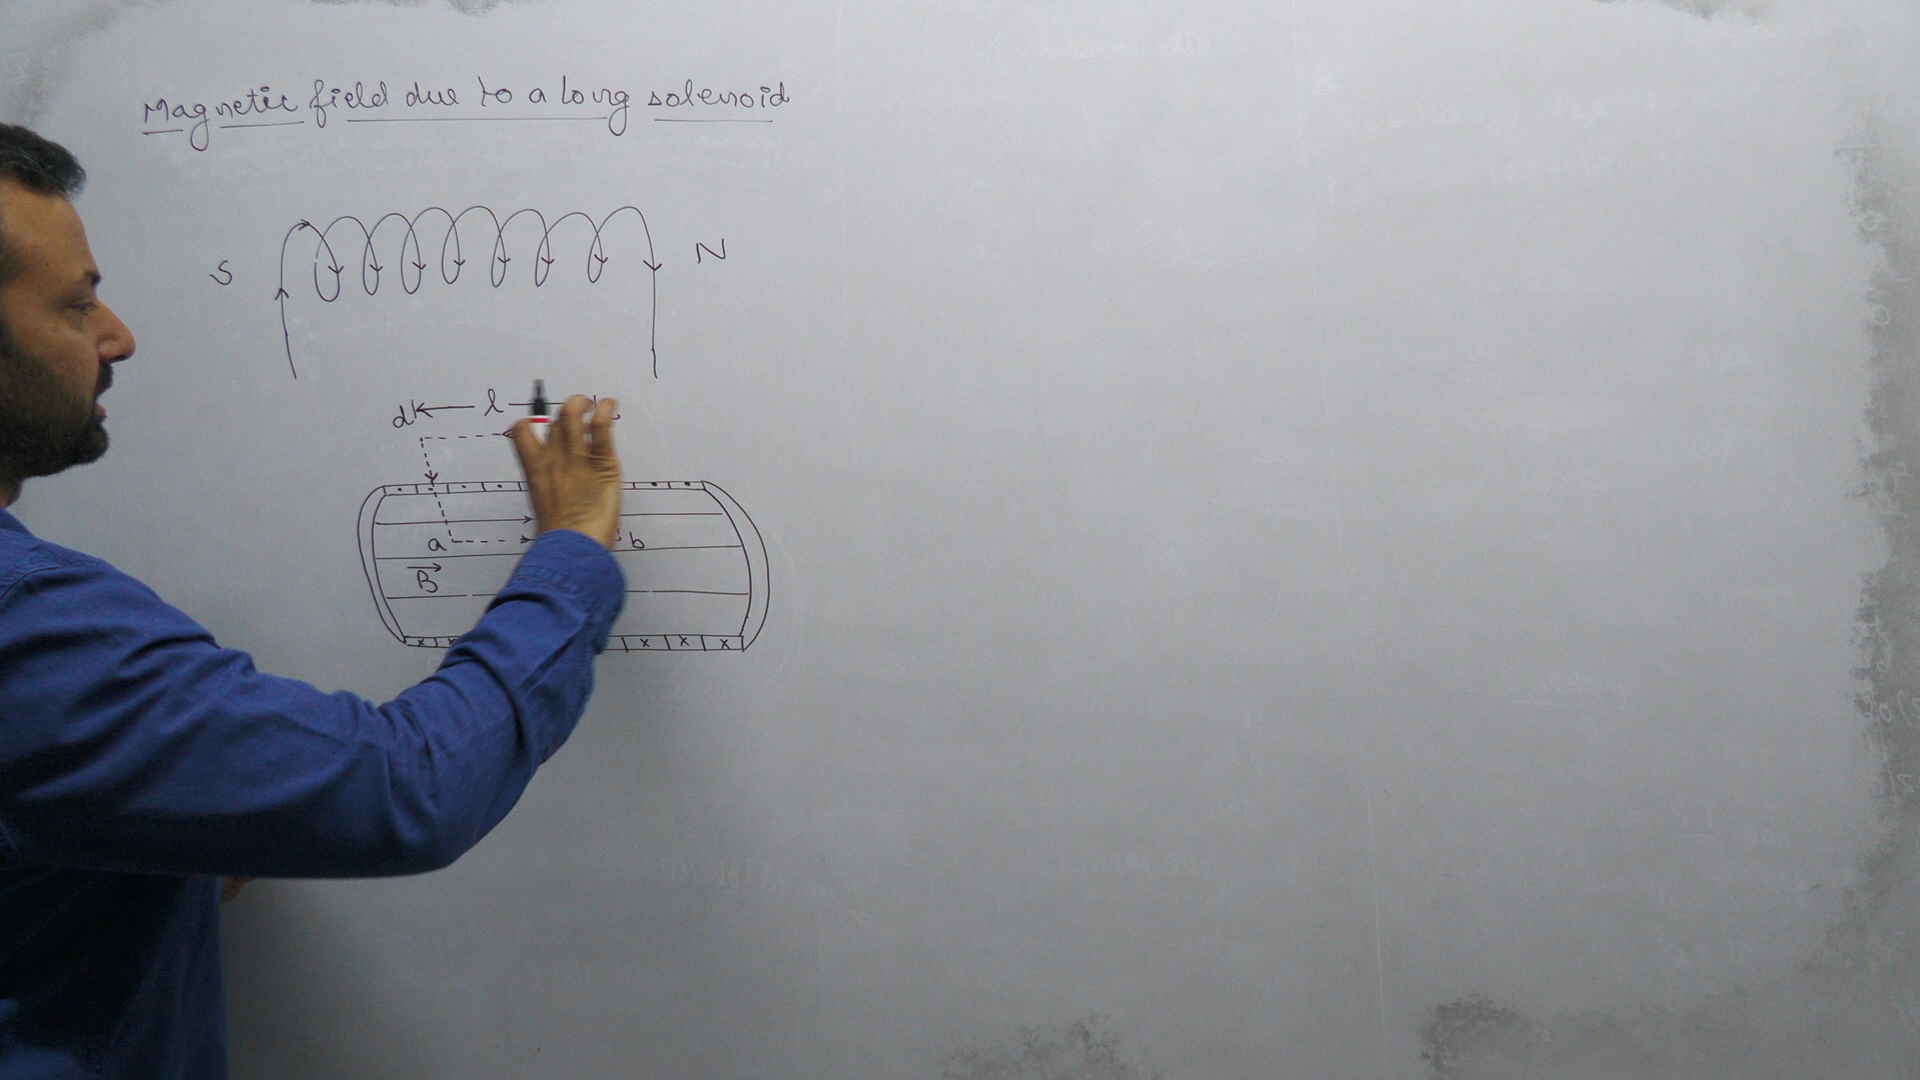 Magnetic field due to a long solenoid
S N
d l
a b
B
x x x x x